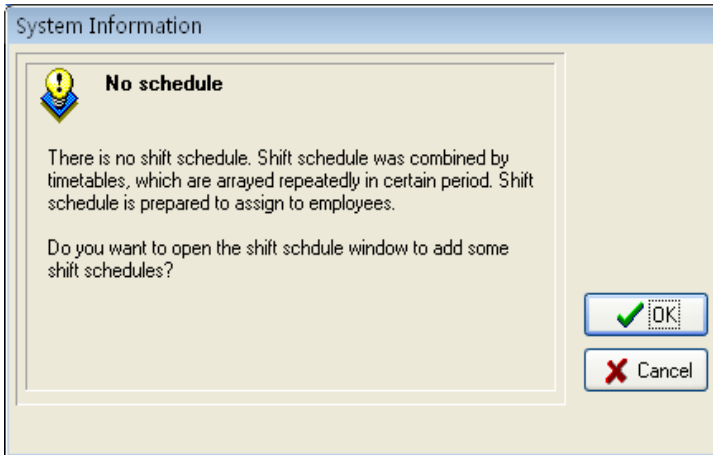 System Information
No schedule
There is no shift schedule. Shift schedule was combined by
timetables, which are arrayed repeatedly in certain period. Shift
schedule is prepared to assign to employees.
Do you want to open the shift schdule window to add some
shift schedules?
OK
Cancel